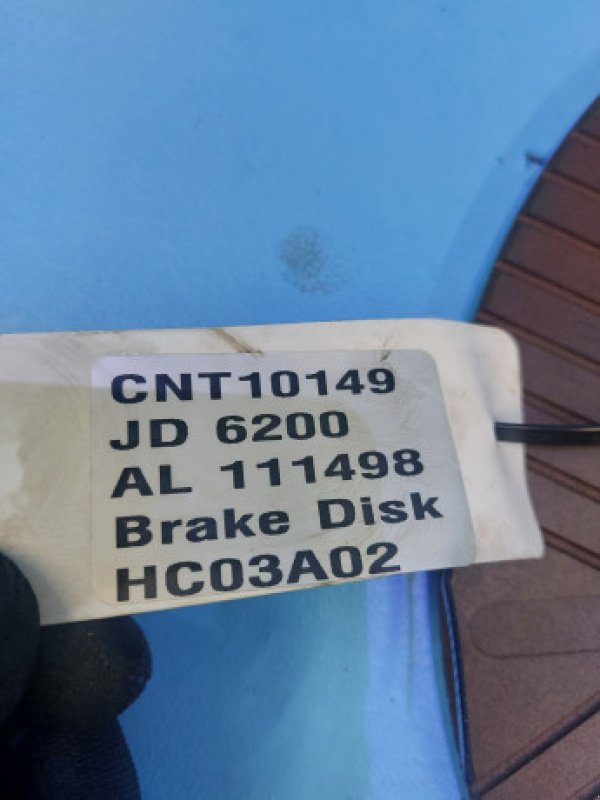 CNT10149
JD 6200
AL 111498
Brake Disk
HC03A02